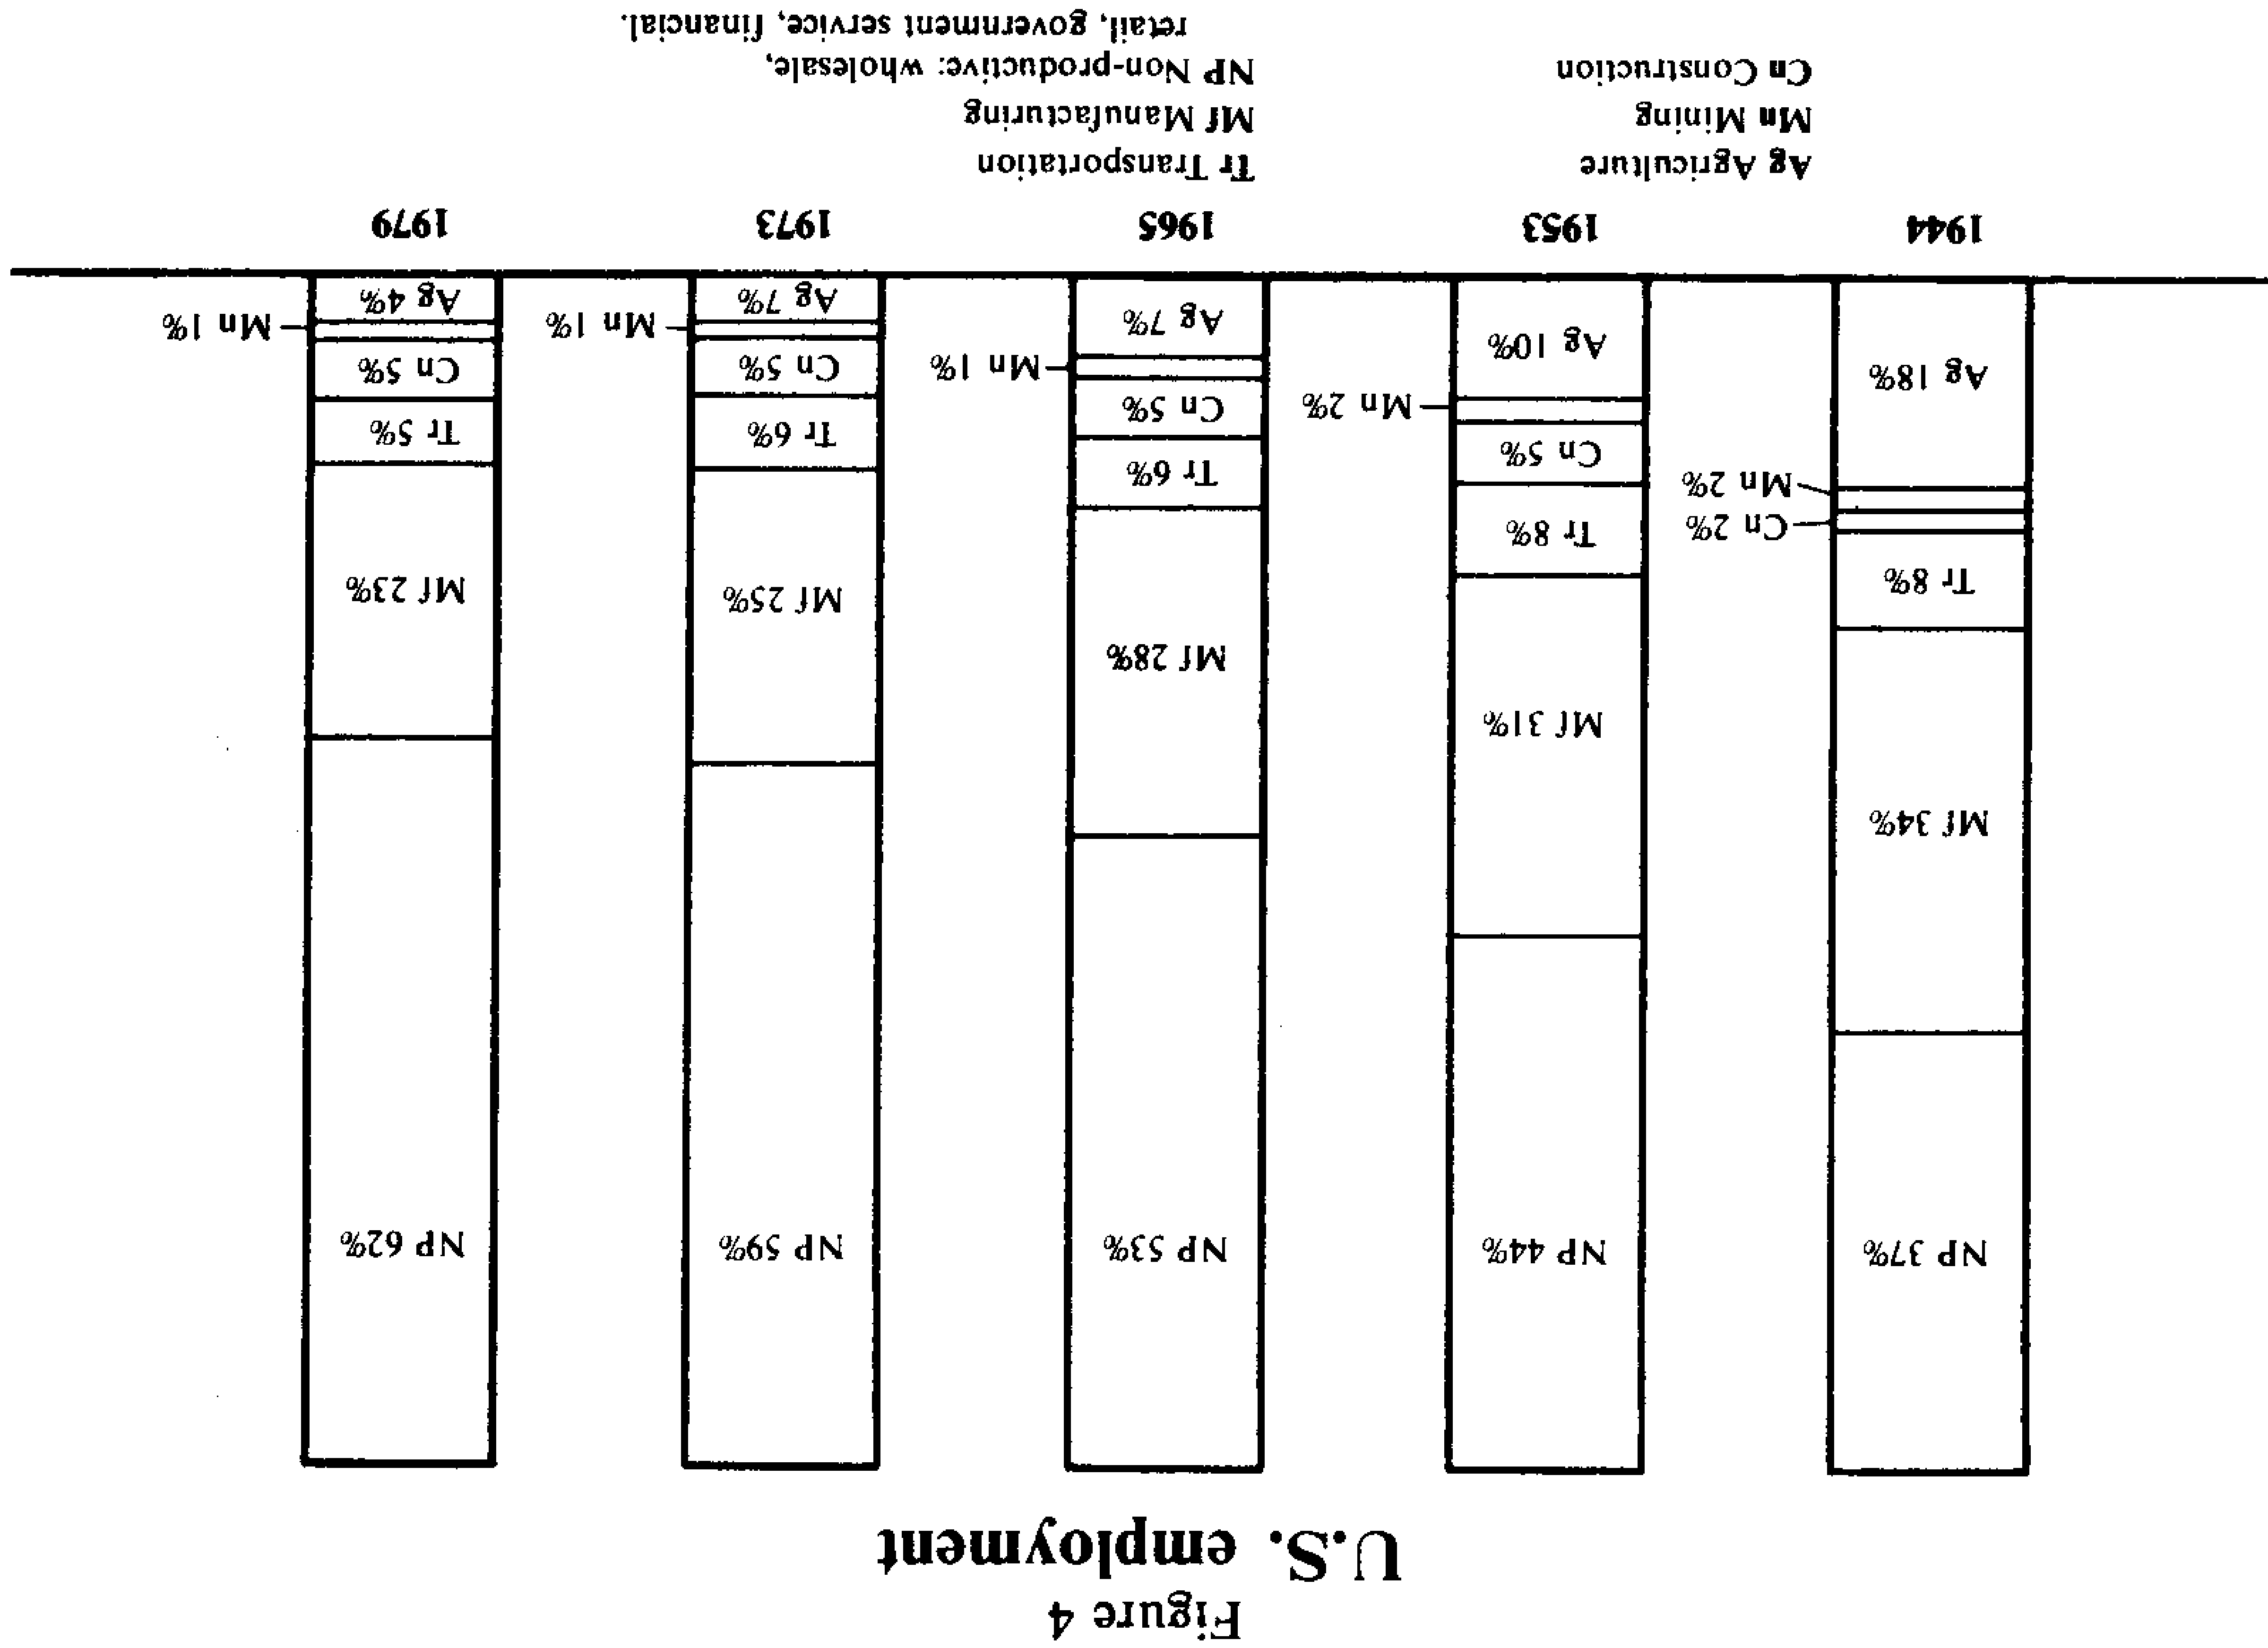 Figure 4
U.S. employment
NP 37%
Mf 34%
Tr 8%
Cn 2%
Mn 2%
Ag 18%
1944
NP 44%
Mf 31%
Tr 8%
Cn 5%
Mn 2%
Ag 10%
1953
NP 53%
Mf 28%
Tr 6%
Cn 5%
Mn 1%
Ag 7%
1965
NP 59%
Mf 25%
Tr 6%
Cn 5%
Mn 1%
Ag 7%
1973
NP 62%
Mf 23%
Tr 5%
Cn 5%
Mn 1%
Ag 4%
1979
Ag Agriculture
Mn Mining
Cn Construction
Tr Transportation
Mf Manufacturing
NP Non-productive: wholesale,
retail, government service, financial.